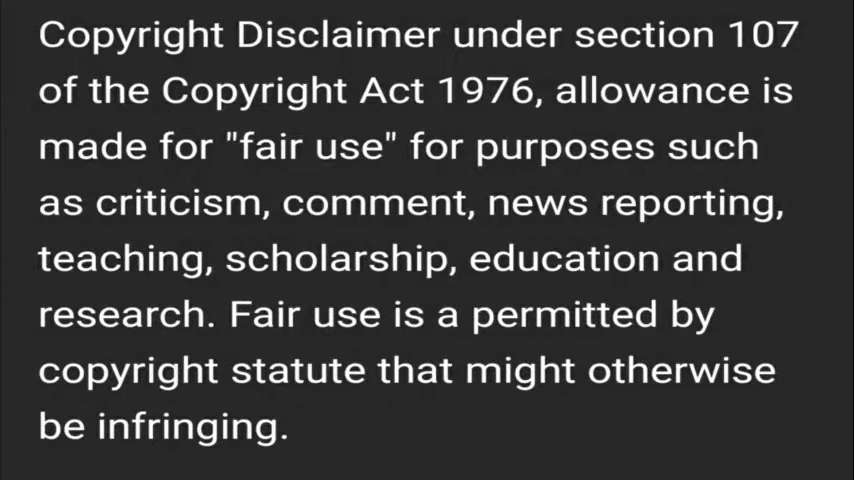 Copyright Disclaimer under section 107
of the Copyright Act 1976, allowance is
made for "fair use" for purposes such
as criticism, comment, news reporting,
teaching, scholarship, education and
research. Fair use is a permitted by
copyright statute that might otherwise
be infringing.